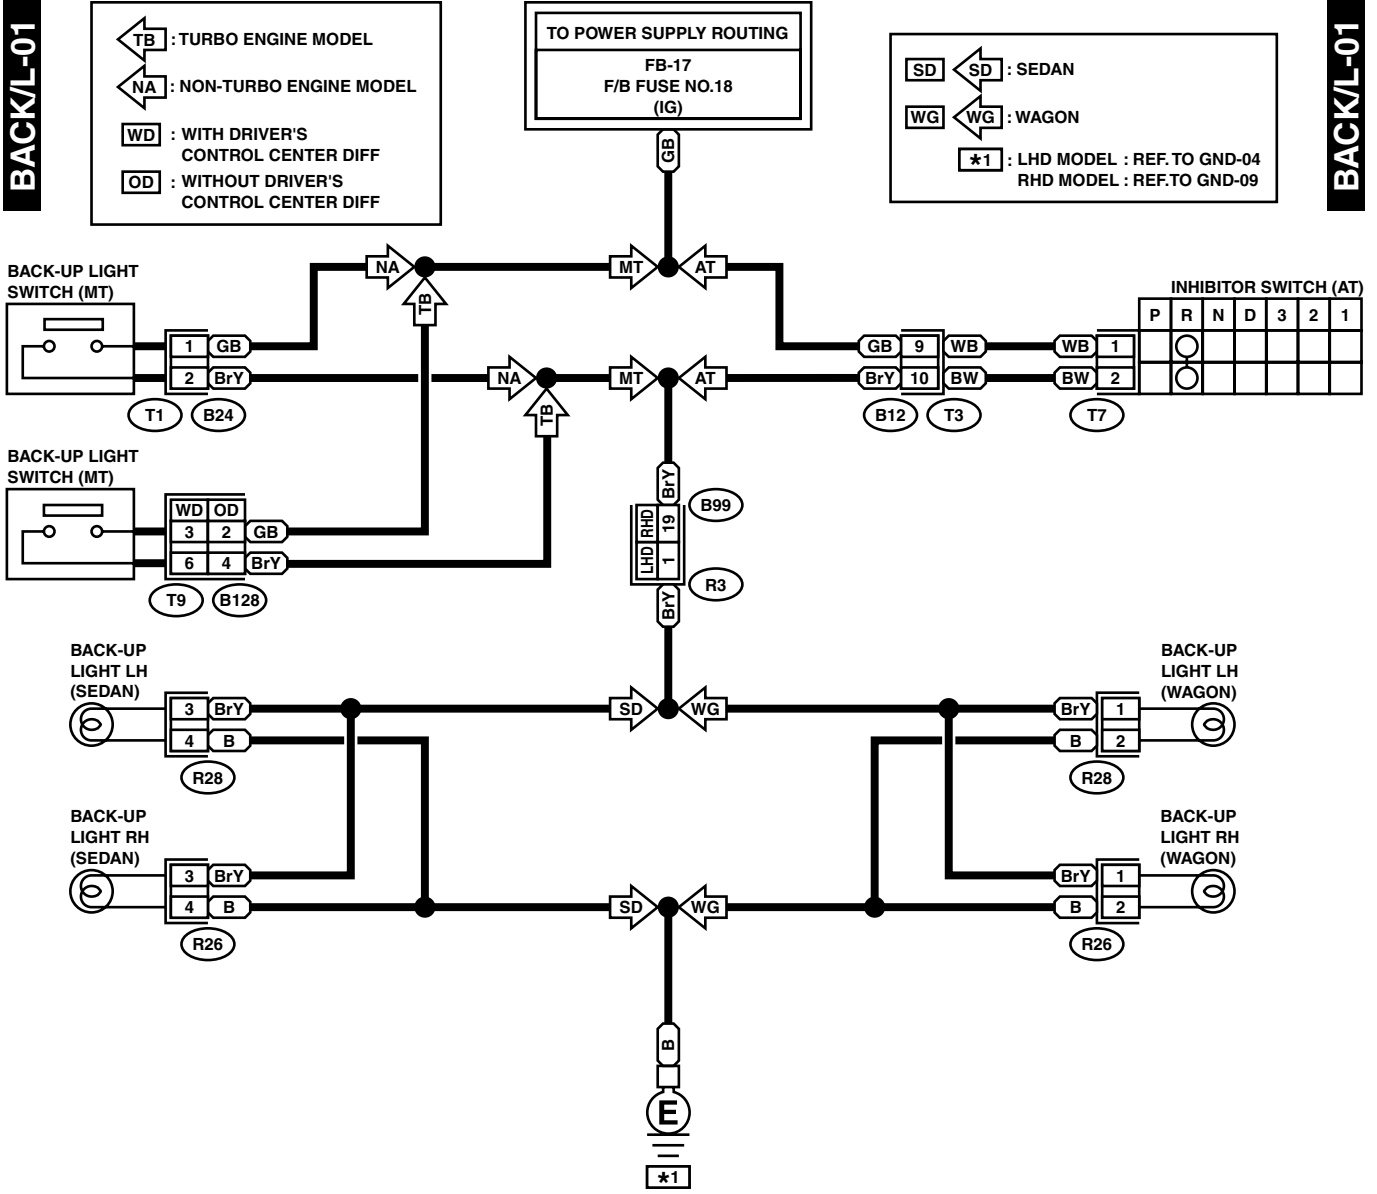 BACK/L-01
BACK/L-01
TB : TURBO ENGINE MODEL
NA : NON-TURBO ENGINE MODEL
WD : WITH DRIVER'S
CONTROL CENTER DIFF
OD : WITHOUT DRIVER'S
CONTROL CENTER DIFF
TO POWER SUPPLY ROUTING
FB-17
F/B FUSE NO.18
(IG)
SD SD : SEDAN
WG WG : WAGON
*1 : LHD MODEL : REF. TO GND-04
RHD MODEL : REF.TO GND-09
GB
BACK-UP LIGHT
SWITCH (MT)
NA MT AT
TB
INHIBITOR SWITCH (AT)
P R N D 3 2 1
1 GB
GB 9 WB WB 1
2 BrY NA MT AT BrY 10 BW BW 2
TB
T1 B24
B12 T3 T7
BACK-UP LIGHT
SWITCH (MT)
WD OD
3 2 GB
6 4 BrY
T9 B128
BrY
RHD 19
LHD 1
BrY
B99
R3
BACK-UP
LIGHT LH
(SEDAN)
3 BrY SD WG BrY 1
4 B B 2
R28
BACK-UP
LIGHT LH
(WAGON)
R28
BACK-UP
LIGHT RH
(SEDAN)
3 BrY BrY 1
4 B SD WG B 2
R26
BACK-UP
LIGHT RH
(WAGON)
R26
B
E
*1